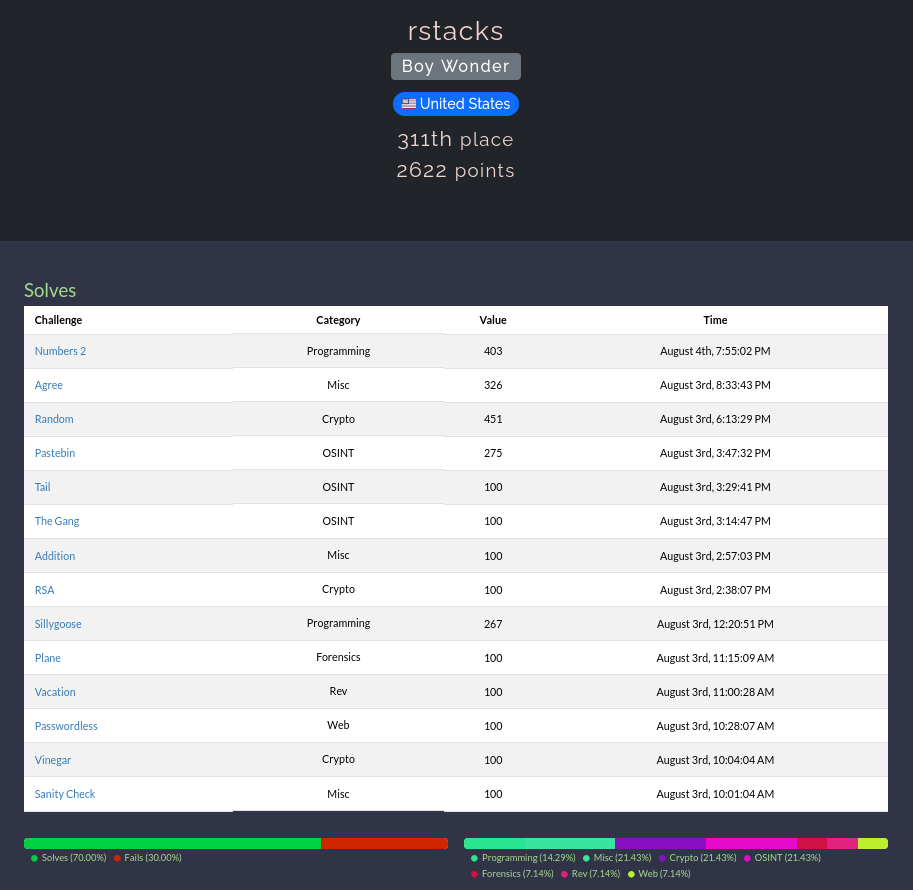 rstacks
Boy Wonder
United States
311th place
2622 points
Solves
Challenge Category Value Time
Numbers 2 Programming 403 August 4th, 7:55:02 PM
Agree Misc 326 August 3rd, 8:33:43 PM
Random Crypto 451 August 3rd, 6:13:29 PM
Pastebin OSINT 275 August 3rd, 3:47:32 PM
Tail OSINT 100 August 3rd, 3:29:41 PM
The Gang OSINT 100 August 3rd, 3:14:47 PM
Addition Misc 100 August 3rd, 2:57:03 PM
RSA Crypto 100 August 3rd, 2:38:07 PM
Sillygoose Programming 267 August 3rd, 12:20:51 PM
Plane Forensics 100 August 3rd, 11:15:09 AM
Vacation Rev 100 August 3rd, 11:00:28 AM
Passwordless Web 100 August 3rd, 10:28:07 AM
Vinegar Crypto 100 August 3rd, 10:04:04 AM
Sanity Check Misc 100 August 3rd, 10:01:04 AM
Solves (70.00%) Fails (30.00%)
Programming (14.29%) Misc (21.43%) Crypto (21.43%) OSINT (21.43%)
Forensics (7.14%) Rev (7.14%) Web (7.14%)